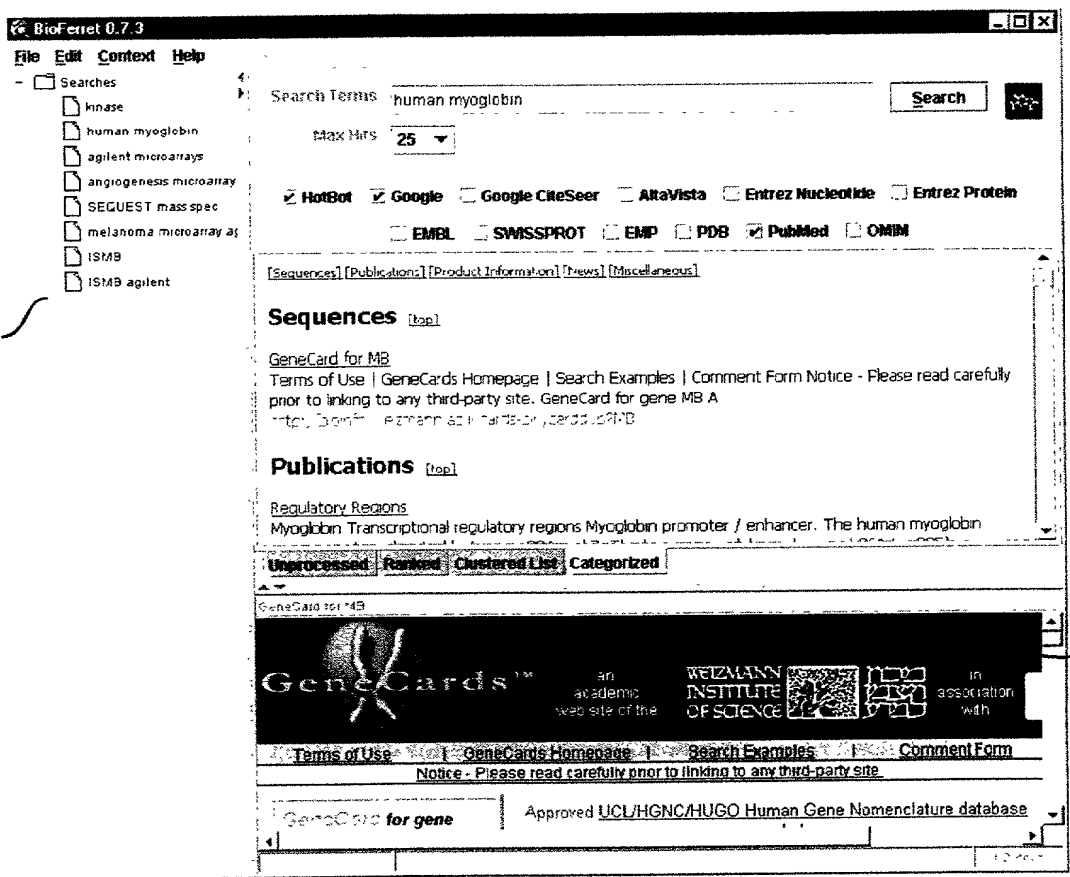 BioFerret 0.7.3
File Edit Context Help
Searches
kinase
human myoglobin
agilent microarrays
angiogenesis microarray
SEQUEST mass spec
melanoma microarray ag
ISMB
ISMB agilent
Search Terms human myoglobin Search
Max Hits 25
HotBot Google Google CiteSeer AltaVista Entrez Nucleotide Entrez Protein
EMBL SWISSPROT EMP PDB PubMed OMIM
[Sequences] [Publications] [Product Information] [News] [Miscellaneous]
Sequences [top]
GeneCard for MB
Terms of Use | GeneCards Homepage | Search Examples | Comment Form Notice - Please read carefully
prior to linking to any third-party site. GeneCard for gene MB A
Publications [top]
Regulatory Regions
Myoglobin Transcriptional regulatory regions Myoglobin promoter / enhancer. The human myoglobin
Unprocessed Ranked Clustered List Categorized
GeneCard for MB
GeneCards™
an
academic
web site of the
WEIZMANN
INSTITUTE
OF SCIENCE
in
association
with
Terms of Use | GeneCards Homepage | Search Examples | Comment Form
Notice - Please read carefully prior to linking to any third-party site
GeneCard for gene
Approved UCL/HGNC/HUGO Human Gene Nomenclature database